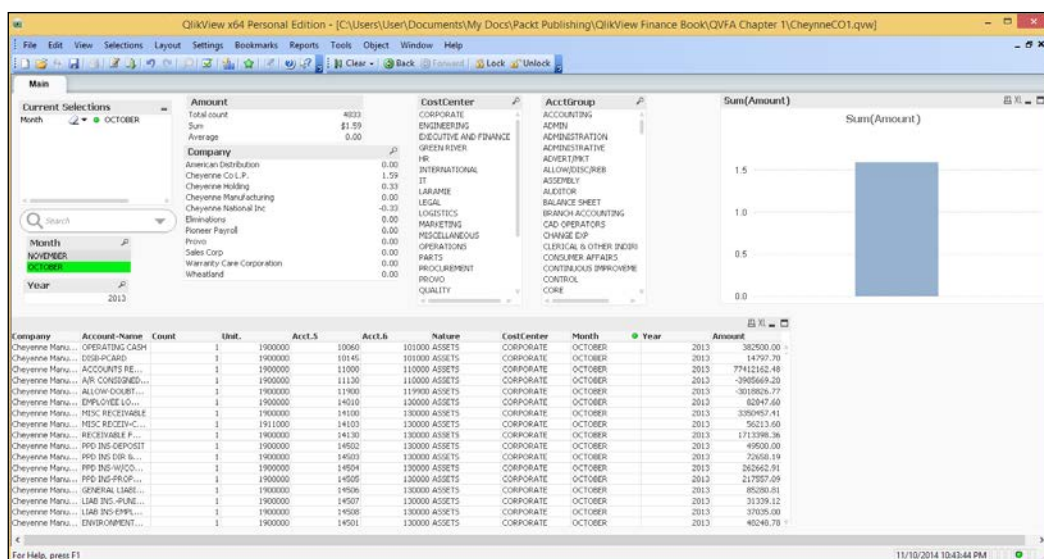 QlikView x64 Personal Edition - [C:\Users\User\Documents\My Docs\Packt Publishing\QlikView Finance Book\QVFA Chapter 1\CheynneCO1.qvw]
File Edit View Selections Layout Settings Bookmarks Reports Tools Object Window Help
Clear Back Forward Lock Unlock
Main
Current Selections
Month OCTOBER
Search
Month
NOVEMBER
OCTOBER
Year
2013
Amount
Total count 4033
Sum $1.59
Average 0.00
Company
American Distribution 0.00
Cheyenne Co L.P. 1.59
Cheyenne Holding 0.33
Cheyenne Manufacturing 0.00
Cheyenne National Inc -0.33
Eliminations 0.00
Pioneer Payroll 0.00
Provo 0.00
Sales Corp 0.00
Warranty Care Corporation 0.00
Wheatland 0.00
CostCenter
CORPORATE
ENGINEERING
EXECUTIVE AND FINANCE
GREEN RIVER
HR
INTERNATIONAL
IT
LARAMIE
LEGAL
LOGISTICS
MARKETING
MISCELLANEOUS
OPERATIONS
PARTS
PROCUREMENT
PROVO
QUALITY
AcctGroup
ACCOUNTING
ADMIN
ADMINISTRATION
ADMINISTRATIVE
ADVERT/MKT
ALLOW/DISC/REB
ASSEMBLY
AUDITOR
BALANCE SHEET
BRANCH ACCOUNTING
CAD OPERATORS
CHANGE EXP
CLERICAL & OTHER INDIRI
CONSUMER AFFAIRS
CONTINUOUS IMPROVEME
CONTROL
CORE
Sum(Amount)
Sum(Amount)
1.5
1.0
0.5
0.0
Company Account-Name Count Unit. Acct.5 Acct.6 Nature CostCenter Month Year Amount
Cheyenne Manu... OPERATING CASH 1 1900000 10060 101000 ASSETS CORPORATE OCTOBER 2013 382500.00
Cheyenne Manu... DISB-PCARD 1 1900000 10145 101000 ASSETS CORPORATE OCTOBER 2013 14797.70
Cheyenne Manu... ACCOUNTS RE... 1 1900000 11000 110000 ASSETS CORPORATE OCTOBER 2013 77412162.48
Cheyenne Manu... A/R CONSIGNED... 1 1900000 11130 110000 ASSETS CORPORATE OCTOBER 2013 -3985669.20
Cheyenne Manu... ALLOW-DOUBT... 1 1900000 11900 119900 ASSETS CORPORATE OCTOBER 2013 -3018826.77
Cheyenne Manu... EMPLOYEE LO... 1 1900000 14010 130000 ASSETS CORPORATE OCTOBER 2013 82047.60
Cheyenne Manu... MISC RECEIVABLE 1 1900000 14100 130000 ASSETS CORPORATE OCTOBER 2013 3350457.41
Cheyenne Manu... MISC RECEIV-C... 1 1911000 14103 130000 ASSETS CORPORATE OCTOBER 2013 56213.60
Cheyenne Manu... RECEIVABLE P... 1 1900000 14130 130000 ASSETS CORPORATE OCTOBER 2013 1713398.36
Cheyenne Manu... PPD INS-DEPOSIT 1 1900000 14502 130000 ASSETS CORPORATE OCTOBER 2013 49500.00
Cheyenne Manu... PPD INS DIR &... 1 1900000 14503 130000 ASSETS CORPORATE OCTOBER 2013 72658.19
Cheyenne Manu... PPD INS-W/CO... 1 1900000 14504 130000 ASSETS CORPORATE OCTOBER 2013 262662.91
Cheyenne Manu... PPD INS-PROP... 1 1900000 14505 130000 ASSETS CORPORATE OCTOBER 2013 217557.09
Cheyenne Manu... GENERAL LIABI... 1 1900000 14506 130000 ASSETS CORPORATE OCTOBER 2013 85280.81
Cheyenne Manu... LIAB INS.-PUNI... 1 1900000 14507 130000 ASSETS CORPORATE OCTOBER 2013 31339.12
Cheyenne Manu... LIAB INS-EMPL... 1 1900000 14508 130000 ASSETS CORPORATE OCTOBER 2013 37035.00
Cheyenne Manu... ENVIRONMENT... 1 1900000 14501 130000 ASSETS CORPORATE OCTOBER 2013 48248.78
For Help, press F1 11/10/2014 10:43:44 PM